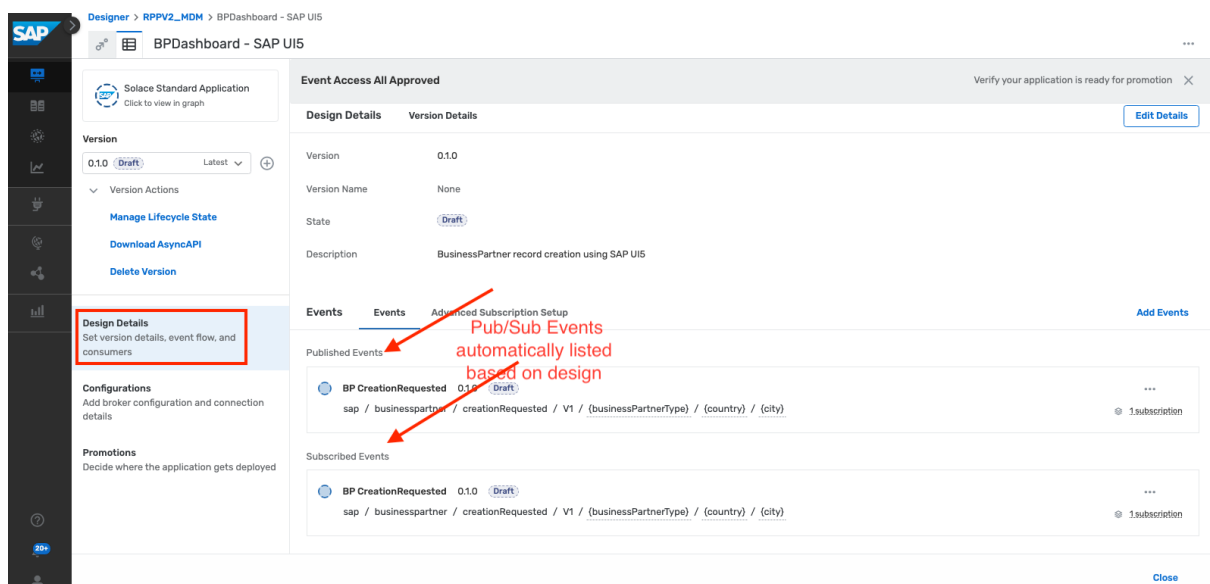 Designer > RPPV2_MDM > BPDashboard - SAP UI5
SAP
BPDashboard - SAP UI5
Solace Standard Application
Click to view in graph
Version
0.1.0 Draft Latest
Version Actions
Manage Lifecycle State
Download AsyncAPI
Delete Version
Design Details
Set version details, event flow, and
consumers
Configurations
Add broker configuration and connection
details
Promotions
Decide where the application gets deployed
20+
Event Access All Approved
Verify your application is ready for promotion
Design Details Version Details
Edit Details
Version 0.1.0
Version Name None
State Draft
Description BusinessPartner record creation using SAP UI5
Events Events Advanced Subscription Setup Add Events
Pub/Sub Events
automatically listed
based on design
Published Events
BP CreationRequested 0.1.0 Draft
sap / businesspartner / creationRequested / V1 / {businessPartnerType} / {country} / {city}
1 subscription
Subscribed Events
BP CreationRequested 0.1.0 Draft
sap / businesspartner / creationRequested / V1 / {businessPartnerType} / {country} / {city}
1 subscription
Close